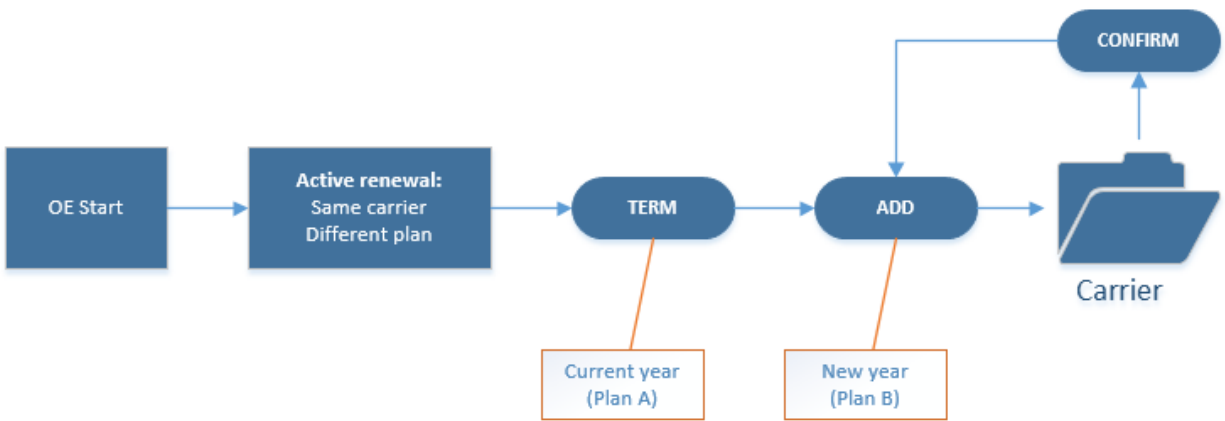 CONFIRM
OE Start
Active renewal:
Same carrier
Different plan
TERM
ADD
Carrier
Current year
(Plan A)
New year
(Plan B)